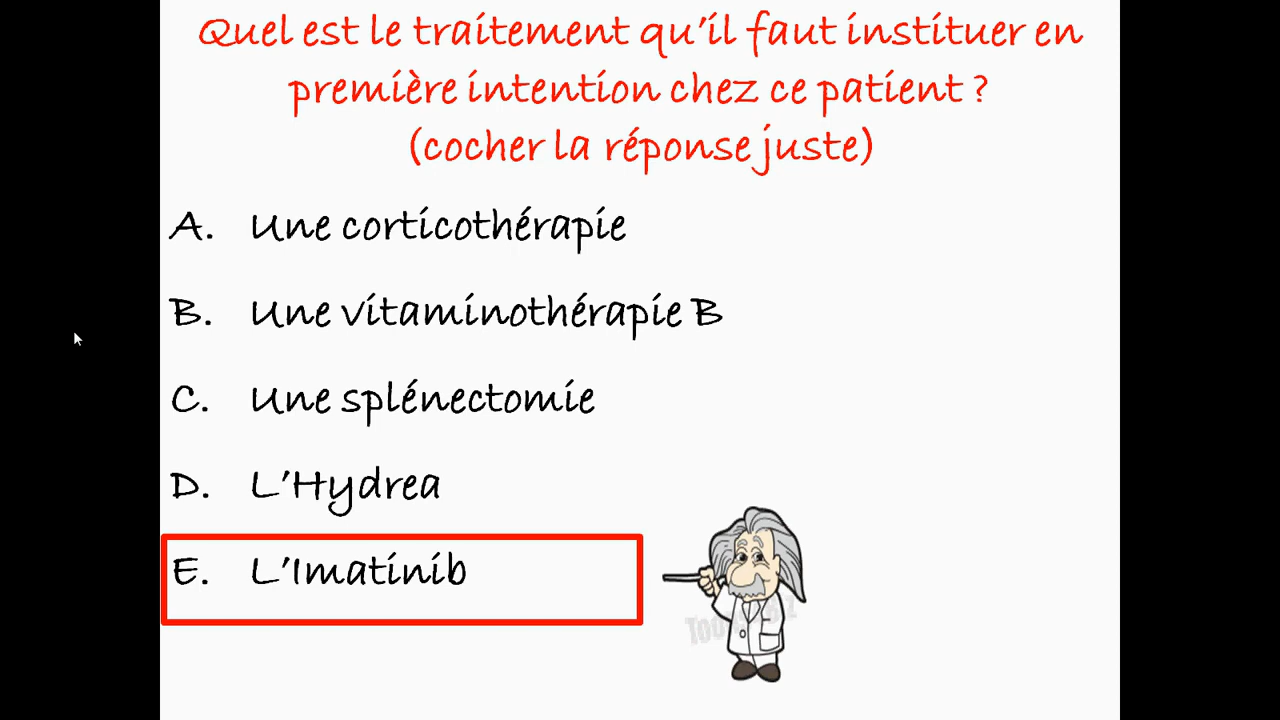 Quel est le traitement qu'il faut instituer en
première intention chez ce patient ?
(cocher la réponse juste)
A. Une corticothérapie
B. Une vitaminothérapie B
C. Une splénectomie
D. L'Hydrea
E. L'Imatinib